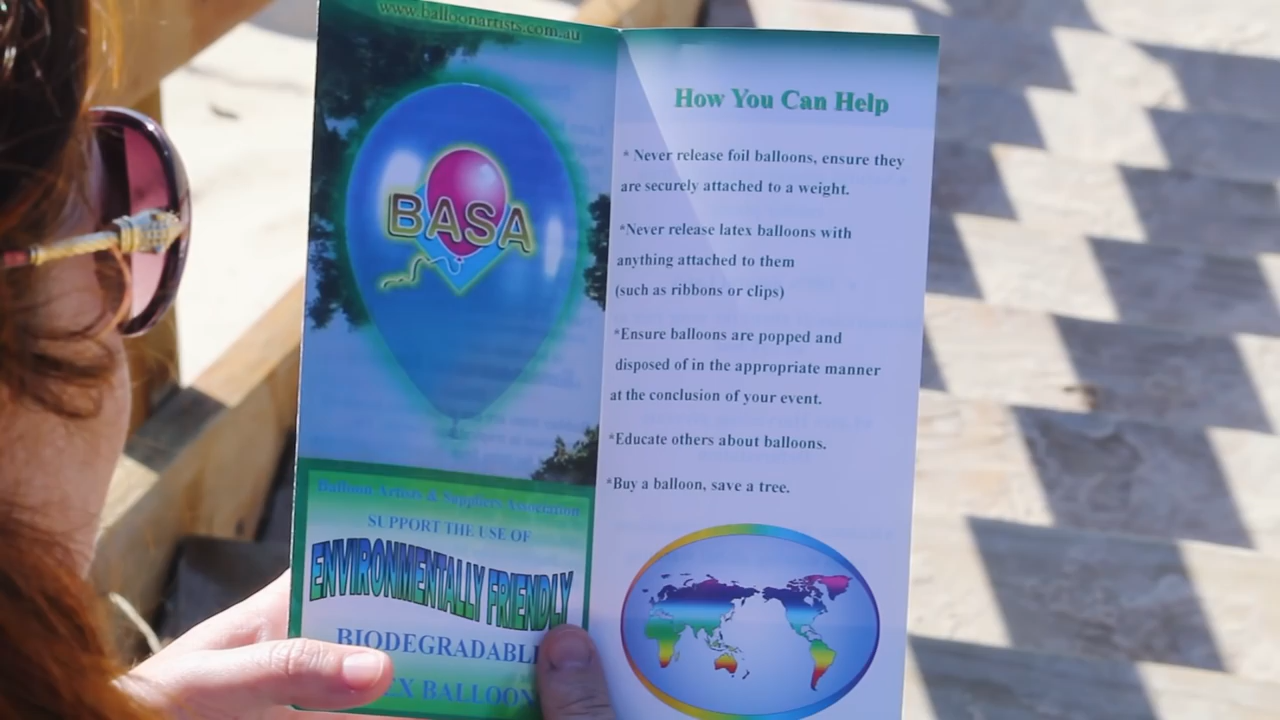 www.balloonartists.com.au
BASA
Balloon Artists & Suppliers Association
SUPPORT THE USE OF
ENVIRONMENTALLY FRIENDLY
BIODEGRADABL
EX BALLOON
How You Can Help
* Never release foil balloons, ensure they
are securely attached to a weight.
*Never release latex balloons with
anything attached to them
(such as ribbons or clips)
*Ensure balloons are popped and
disposed of in the appropriate manner
at the conclusion of your event.
*Educate others about balloons.
*Buy a balloon, save a tree.